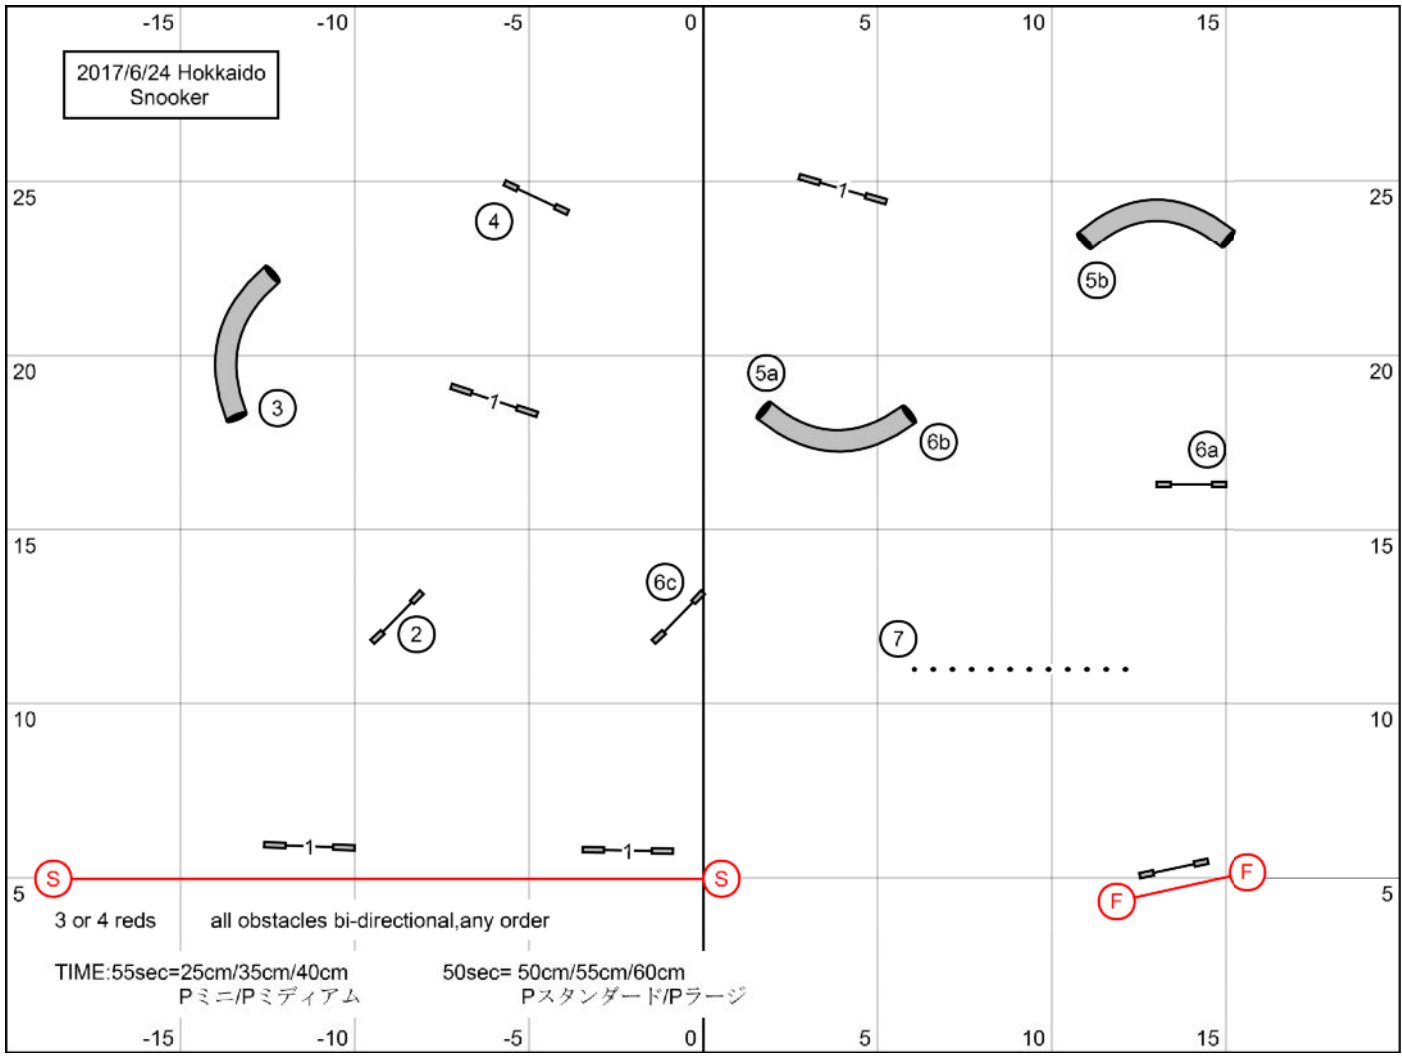 -15 -10 -5 0 5 10 15
2017/6/24 Hokkaido
Snooker
25 4 1 25
5b
20 5a 20
3 1 6b 6a
15 15
6c
2 7
10 10
1 1
S S F F
5 5
3 or 4 reds all obstacles bi-directional,any order
TIME:55sec=25cm/35cm/40cm 50sec= 50cm/55cm/60cm
Pミニ/Pミディアム Pスタンダード/Pラージ
-15 -10 -5 0 5 10 15